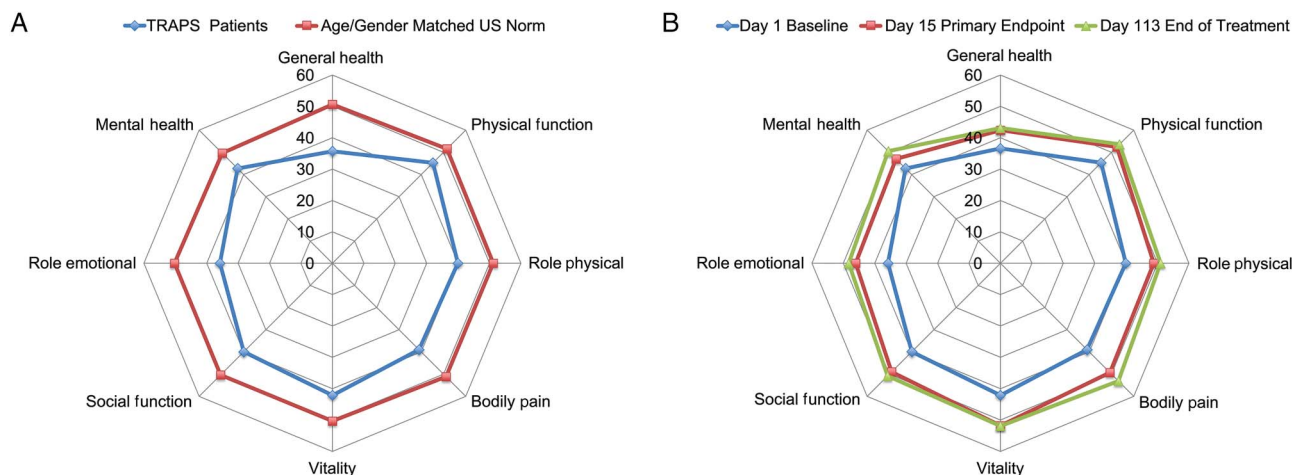 A
TRAPS Patients
Age/Gender Matched US Norm
General health
60
50
40
30
20
10
0
Physical function
Role physical
Bodily pain
Vitality
Social function
Role emotional
Mental health
B
Day 1 Baseline
Day 15 Primary Endpoint
Day 113 End of Treatment
General health
60
50
40
30
20
10
0
Physical function
Role physical
Bodily pain
Vitality
Social function
Role emotional
Mental health